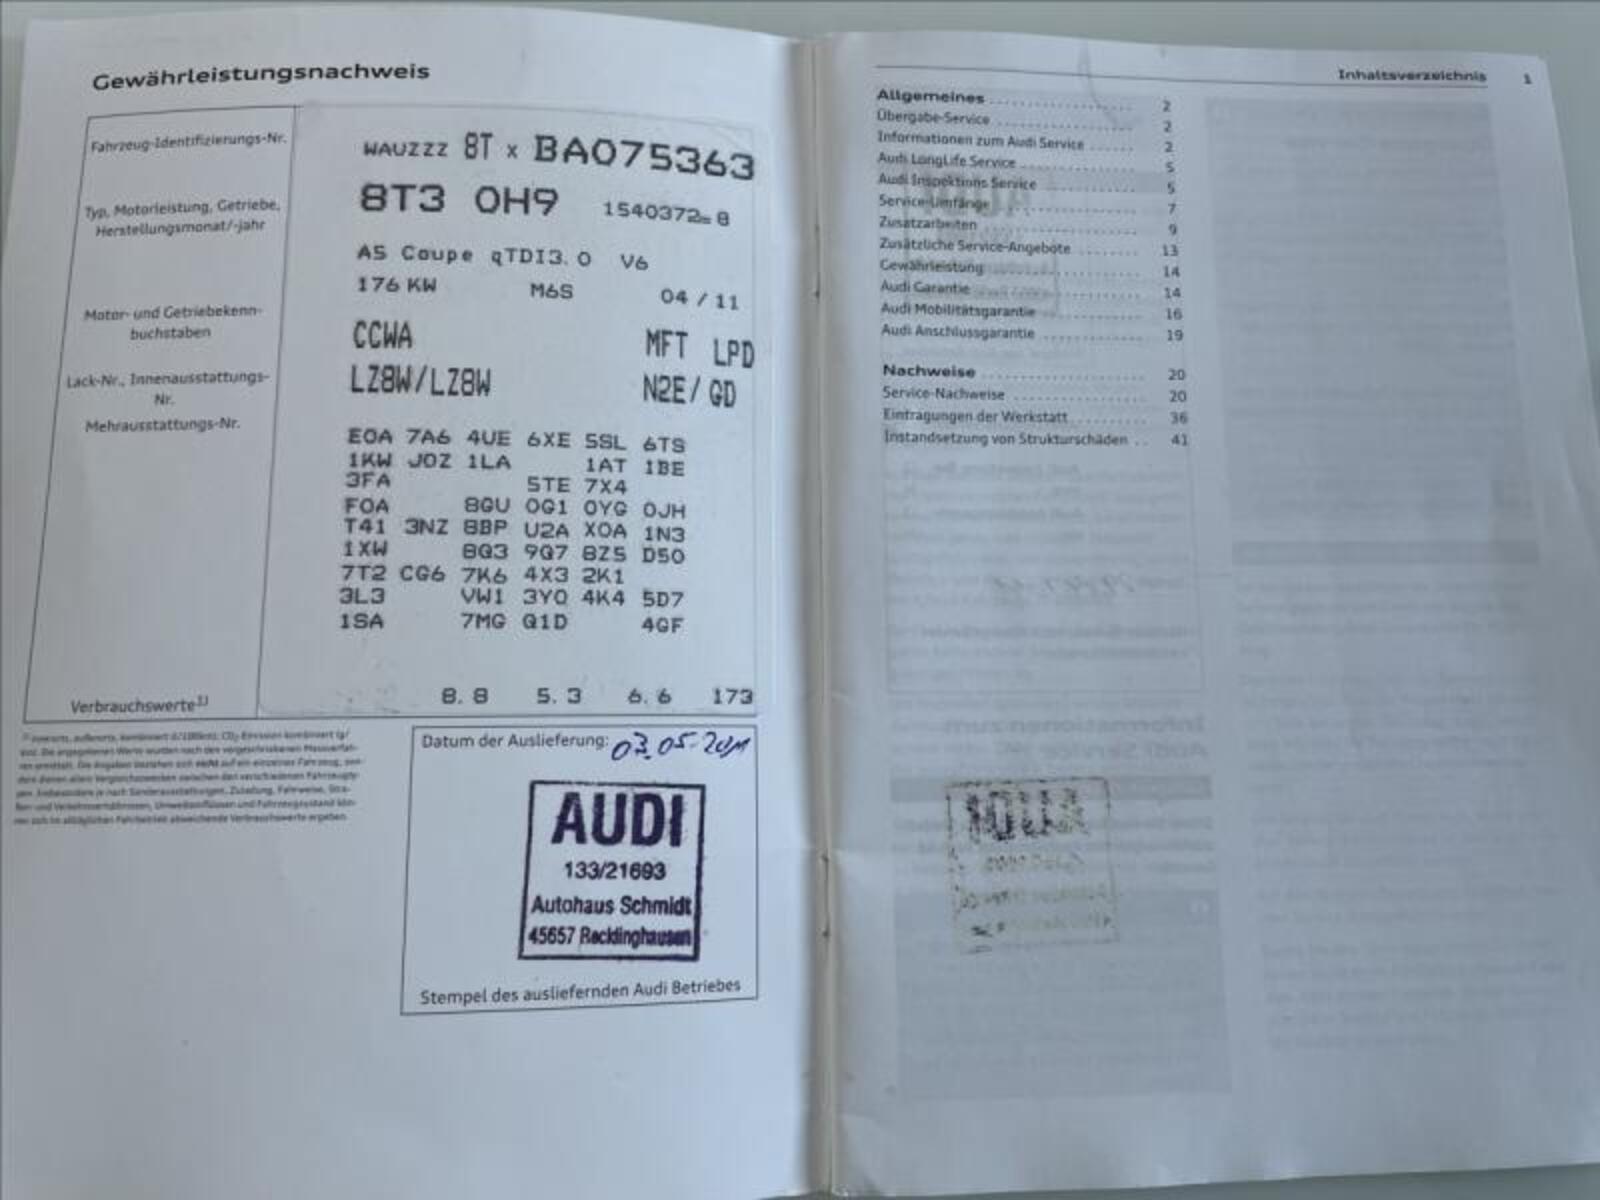 Gewährleistungsnachweis
Fahrzeug-Identifizierungs-Nr.
WAUZZZ 8T x BA075363
8T3 0H9 1540372= 8
Typ, Motorleistung, Getriebe,
Herstellungsmonat/-jahr
A5 Coupe qTDI3.0 V6
176 KW M6S 04 / 11
Motor- und Getriebekenn-
buchstaben
CCWA MFT LPD
Lack-Nr., Innenausstattungs-
Nr.
LZ8W/LZ8W N2E/ GD
Mehrausstattungs-Nr.
E0A 7A6 4UE 6XE 5SL 6TS
1KW J0Z 1LA 1AT 1BE
3FA 5TE 7X4
F0A 8GU 0G1 0YG 0JH
T41 3NZ 8BP U2A X0A 1N3
1XW 8Q3 9Q7 8Z5 D50
7T2 CG6 7K6 4X3 2K1
3L3 VW1 3Y0 4K4 5D7
1SA 7MG Q1D 4GF
Verbrauchswerte1)
8.8 5.3 6.6 173
Datum der Auslieferung: 03.05.2011
AUDI
133/21693
Autohaus Schmidt
45657 Recklinghausen
Stempel des ausliefernden Audi Betriebes
Inhaltsverzeichnis 1
Allgemeines .................. 2
Übergabe-Service .................. 2
Informationen zum Audi Service ...... 2
Audi LongLife Service .............. 5
Audi Inspektions Service ............ 5
Service-Umfänge .................. 7
Zusatzarbeiten .................. 9
Zusätzliche Service-Angebote ........ 13
Gewährleistung .................. 14
Audi Garantie .................. 14
Audi Mobilitätsgarantie ............ 16
Audi Anschlussgarantie ............ 19
Nachweise .................. 20
Service-Nachweise .................. 20
Eintragungen der Werkstatt .......... 36
Instandsetzung von Strukturschäden .. 41